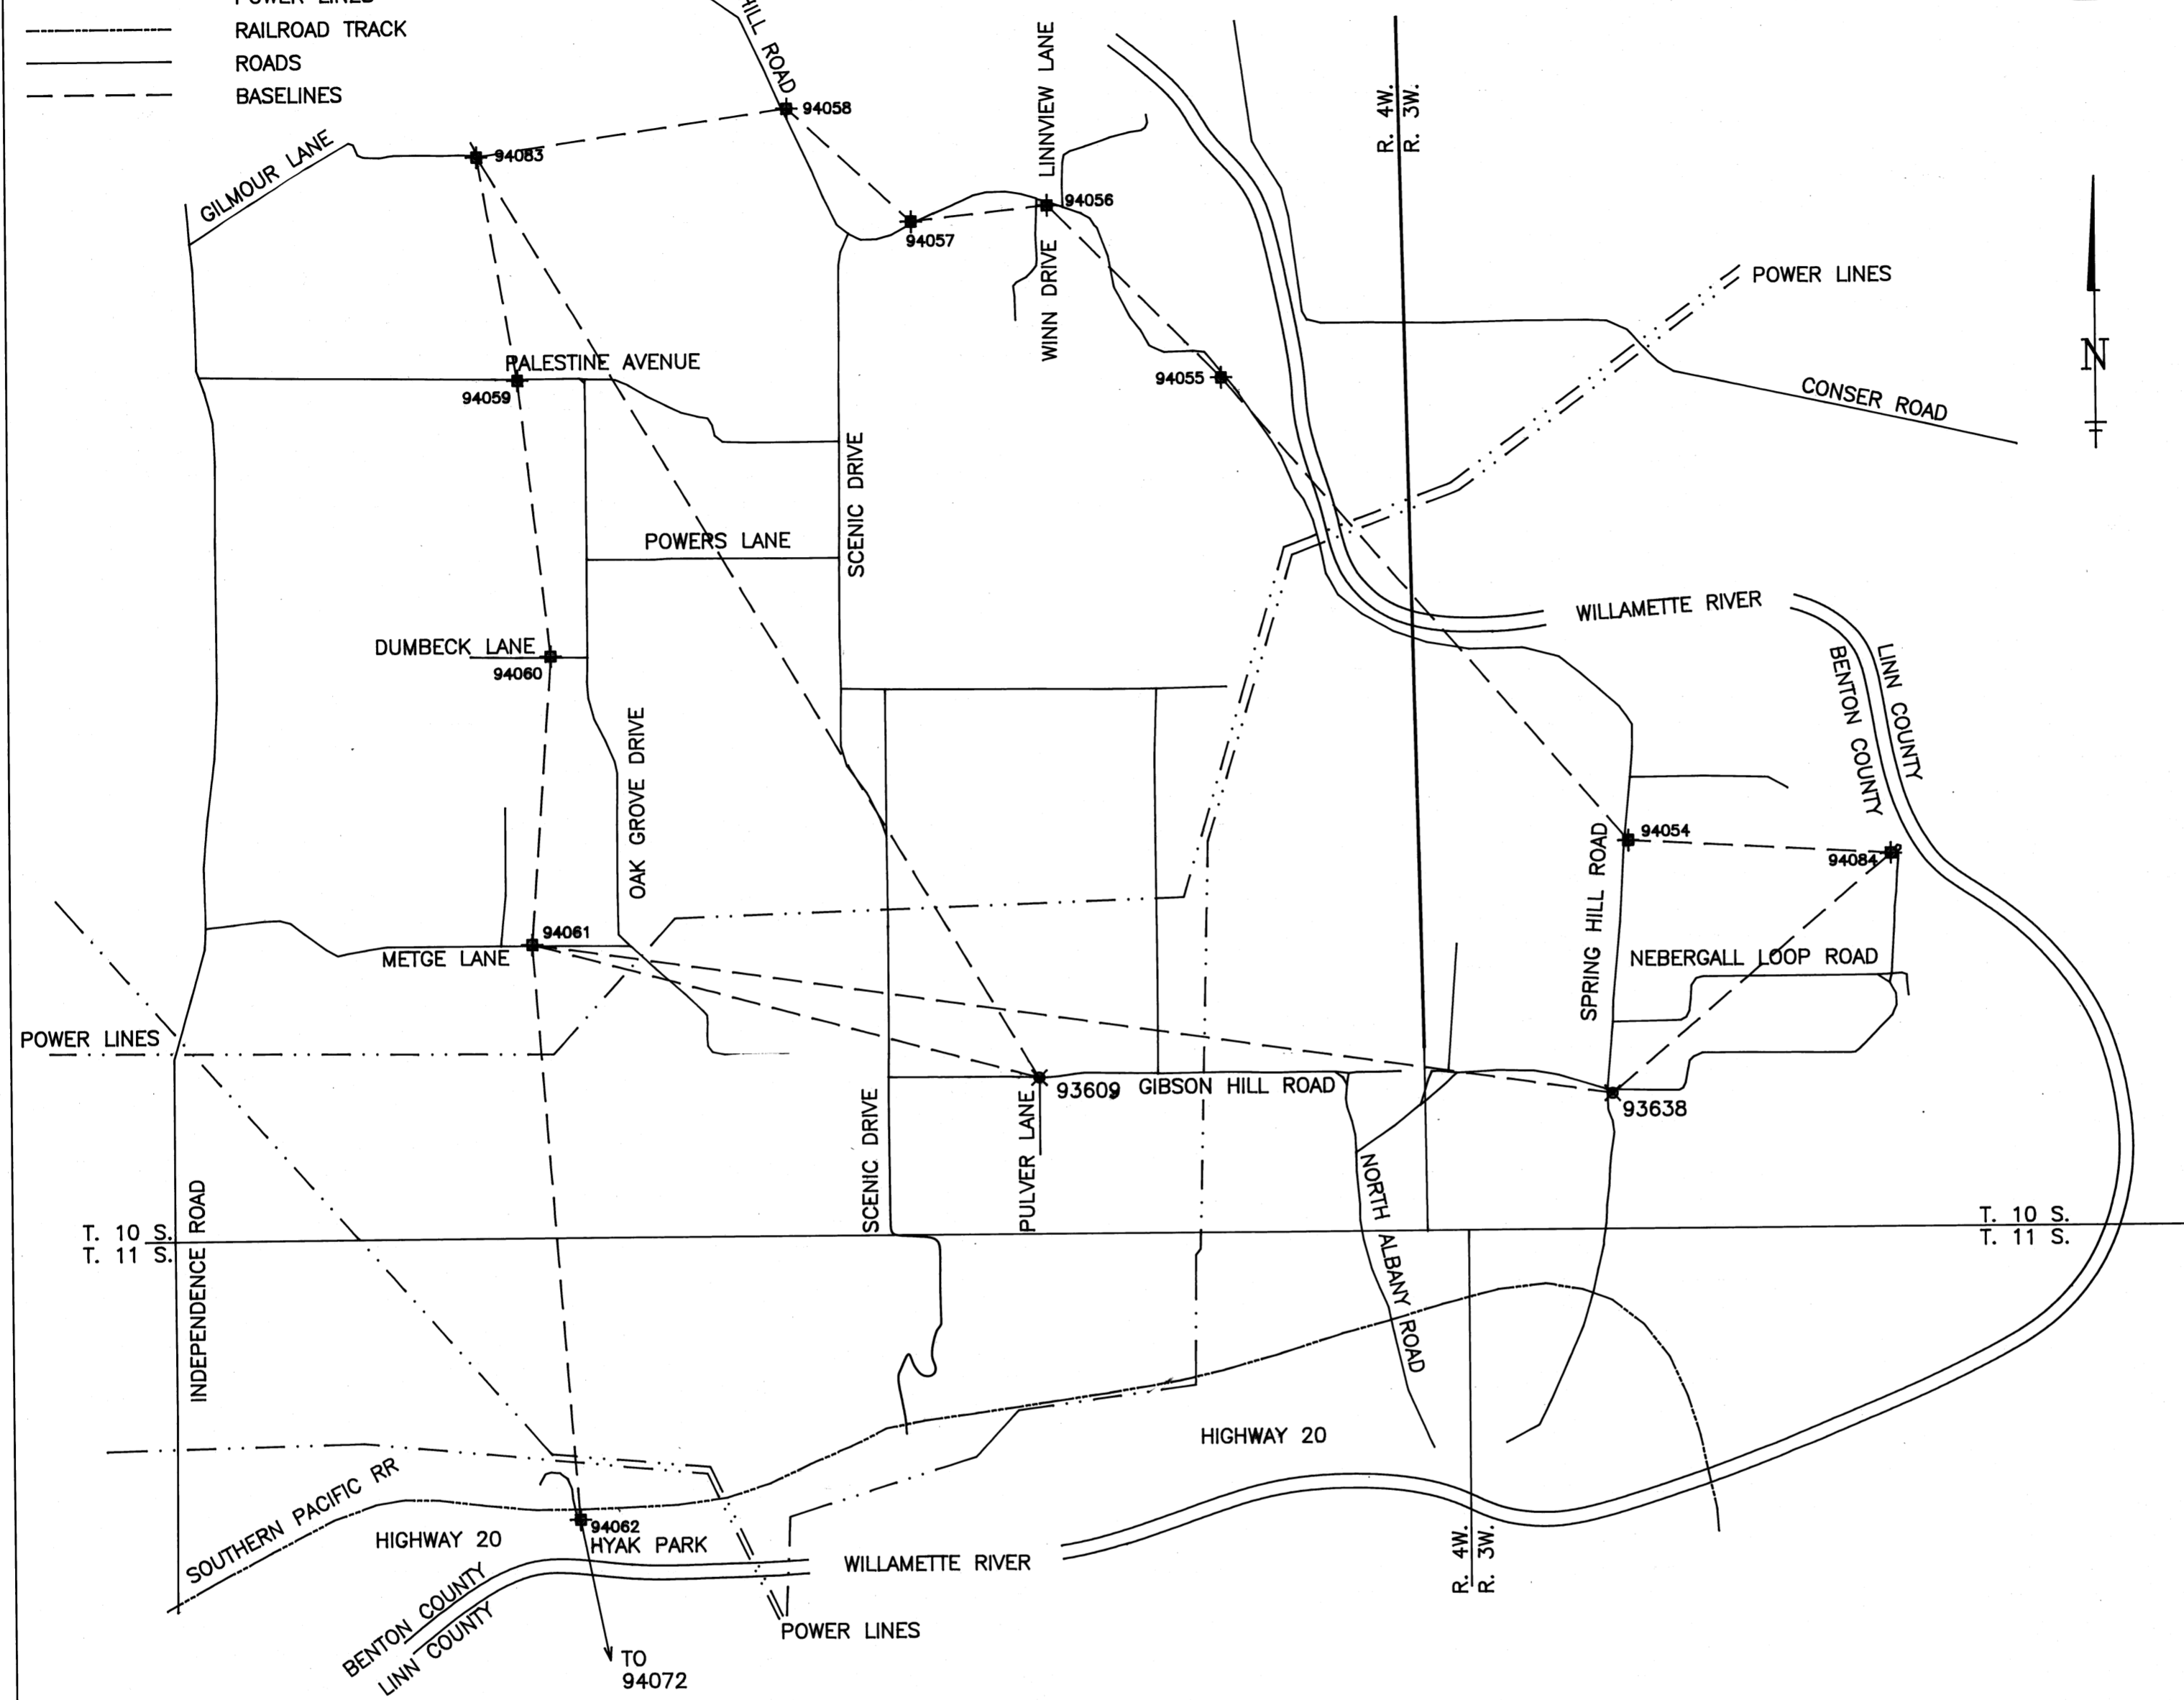 POWER LINES
RAILROAD TRACK
ROADS
BASELINES
HILL ROAD
LINNVIEW LANE
R. 4W.
R. 3W.
94058
94083
GILMOUR LANE
94056
94057
WINN DRIVE
POWER LINES
N
PALESTINE AVENUE
94059
94055
CONSER ROAD
SCENIC DRIVE
POWERS LANE
WILLAMETTE RIVER
DUMBECK LANE
94060
LINN COUNTY
BENTON COUNTY
OAK GROVE DRIVE
SPRING HILL ROAD
94054
94084
94061
METGE LANE
NEBERGALL LOOP ROAD
POWER LINES
93609
GIBSON HILL ROAD
93638
SCENIC DRIVE
PULVER LANE
NORTH ALBANY ROAD
INDEPENDENCE ROAD
T. 10 S.
T. 11 S.
T. 10 S.
T. 11 S.
HIGHWAY 20
SOUTHERN PACIFIC RR
94062
HIGHWAY 20
HYAK PARK
WILLAMETTE RIVER
R. 4W.
R. 3W.
BENTON COUNTY
LINN COUNTY
POWER LINES
TO
94072